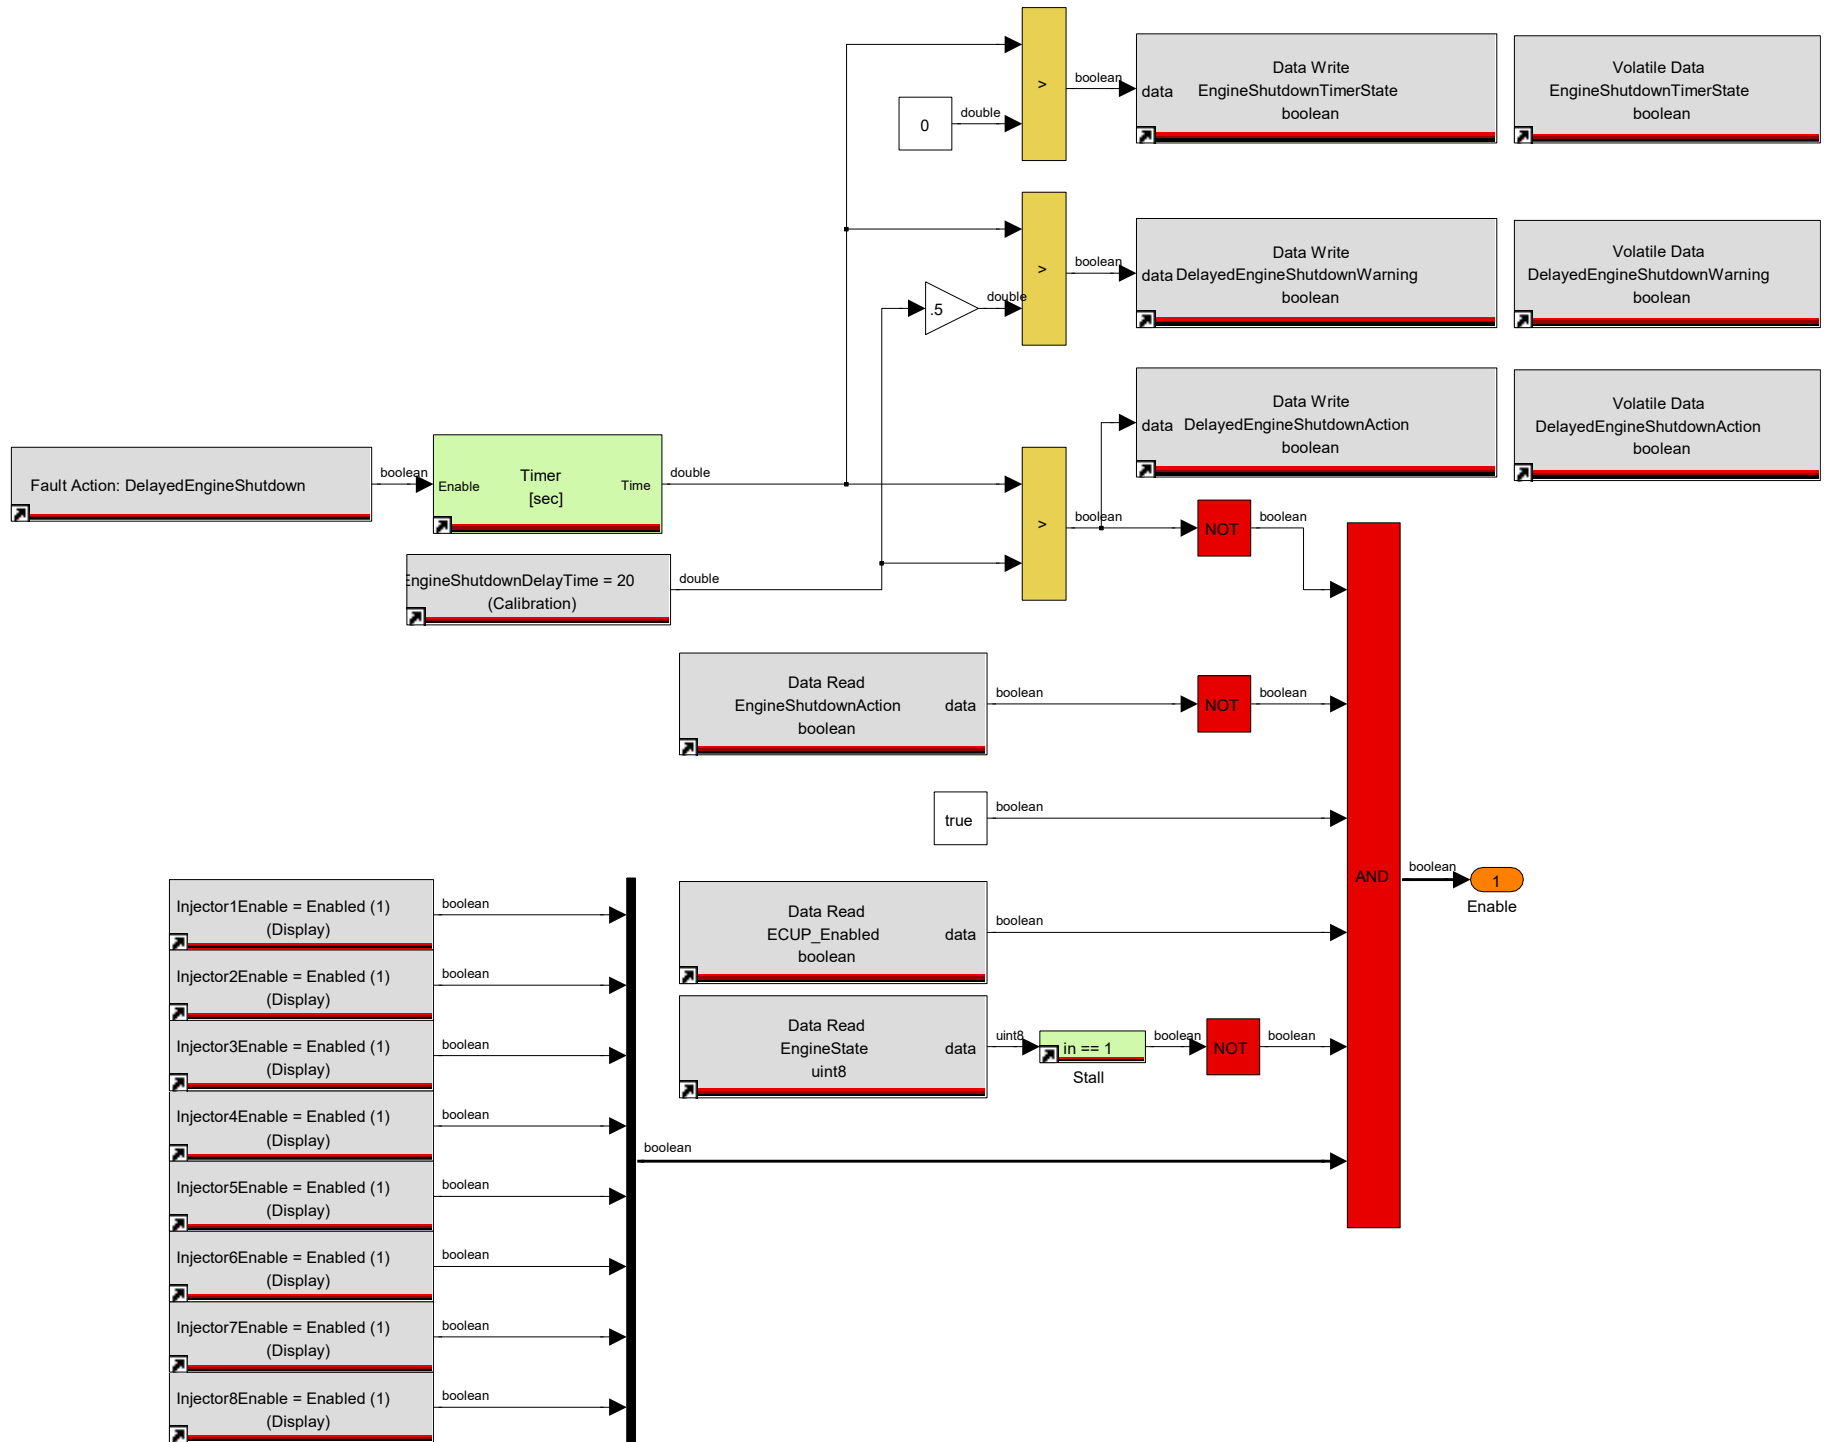 >
boolean
data
Data Write
EngineShutdownTimerState
boolean
Volatile Data
EngineShutdownTimerState
boolean
0
double
>
boolean
data
Data Write
DelayedEngineShutdownWarning
boolean
Volatile Data
DelayedEngineShutdownWarning
boolean
.5
double
Data Write
data DelayedEngineShutdownAction
boolean
Volatile Data
DelayedEngineShutdownAction
boolean
Fault Action: DelayedEngineShutdown
boolean
Enable
Timer
[sec]
Time
double
>
boolean
NOT
boolean
EngineShutdownDelayTime = 20
(Calibration)
double
Data Read
EngineShutdownAction
boolean
data
boolean
NOT
boolean
true
boolean
AND
boolean
1
Enable
Data Read
ECUP_Enabled
boolean
data
boolean
Data Read
EngineState
uint8
data
uint8
in == 1
Stall
boolean
NOT
boolean
Injector1Enable = Enabled (1)
(Display)
boolean
Injector2Enable = Enabled (1)
(Display)
boolean
Injector3Enable = Enabled (1)
(Display)
boolean
Injector4Enable = Enabled (1)
(Display)
boolean
boolean
Injector5Enable = Enabled (1)
(Display)
boolean
Injector6Enable = Enabled (1)
(Display)
boolean
Injector7Enable = Enabled (1)
(Display)
boolean
Injector8Enable = Enabled (1)
(Display)
boolean